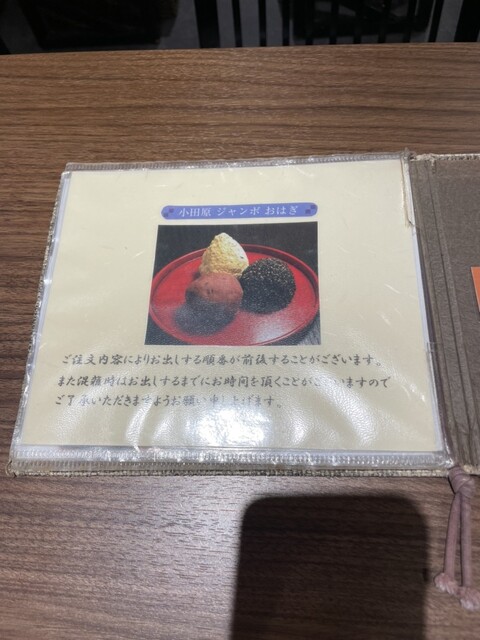 小田原 ジャンボ おはぎ
ご注文内容によりお出しする順番が前後することがございます。
また混雑時はお出しするまでにお時間を頂くことがございますので
ご了承いただきますようお願い申し上げます。